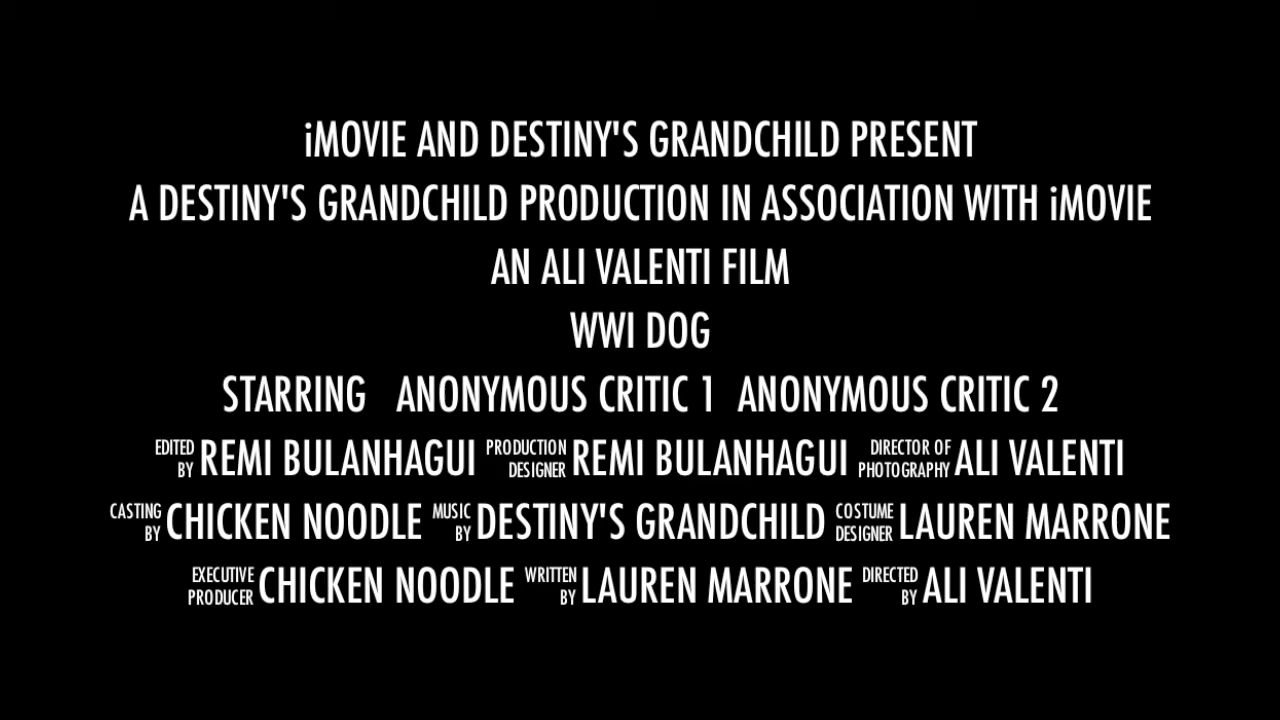 iMOVIE AND DESTINY'S GRANDCHILD PRESENT
A DESTINY'S GRANDCHILD PRODUCTION IN ASSOCIATION WITH iMOVIE
AN ALI VALENTI FILM
WWI DOG
STARRING ANONYMOUS CRITIC 1 ANONYMOUS CRITIC 2
EDITED BY REMI BULANHAGUI PRODUCTION DESIGNER REMI BULANHAGUI DIRECTOR OF PHOTOGRAPHY ALI VALENTI
CASTING BY CHICKEN NOODLE MUSIC BY DESTINY'S GRANDCHILD COSTUME DESIGNER LAUREN MARRONE
EXECUTIVE PRODUCER CHICKEN NOODLE WRITTEN BY LAUREN MARRONE DIRECTED BY ALI VALENTI